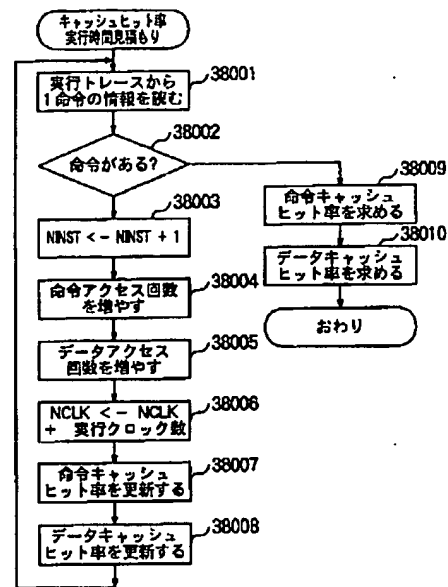 キャッシュヒット率
実行時間見積もり
38001
実行トレースから
1命令の情報を読む
38002
命令がある?
38003
NINST <- NINST + 1
38004
命令アクセス回数
を増やす
38005
データアクセス
回数を増やす
38006
NCLK <- NCLK
+ 実行クロック数
38007
命令キャッシュ
ヒット率を更新する
38008
データキャッシュ
ヒット率を更新する
38009
命令キャッシュ
ヒット率を求める
38010
データキャッシュ
ヒット率を求める
おわり